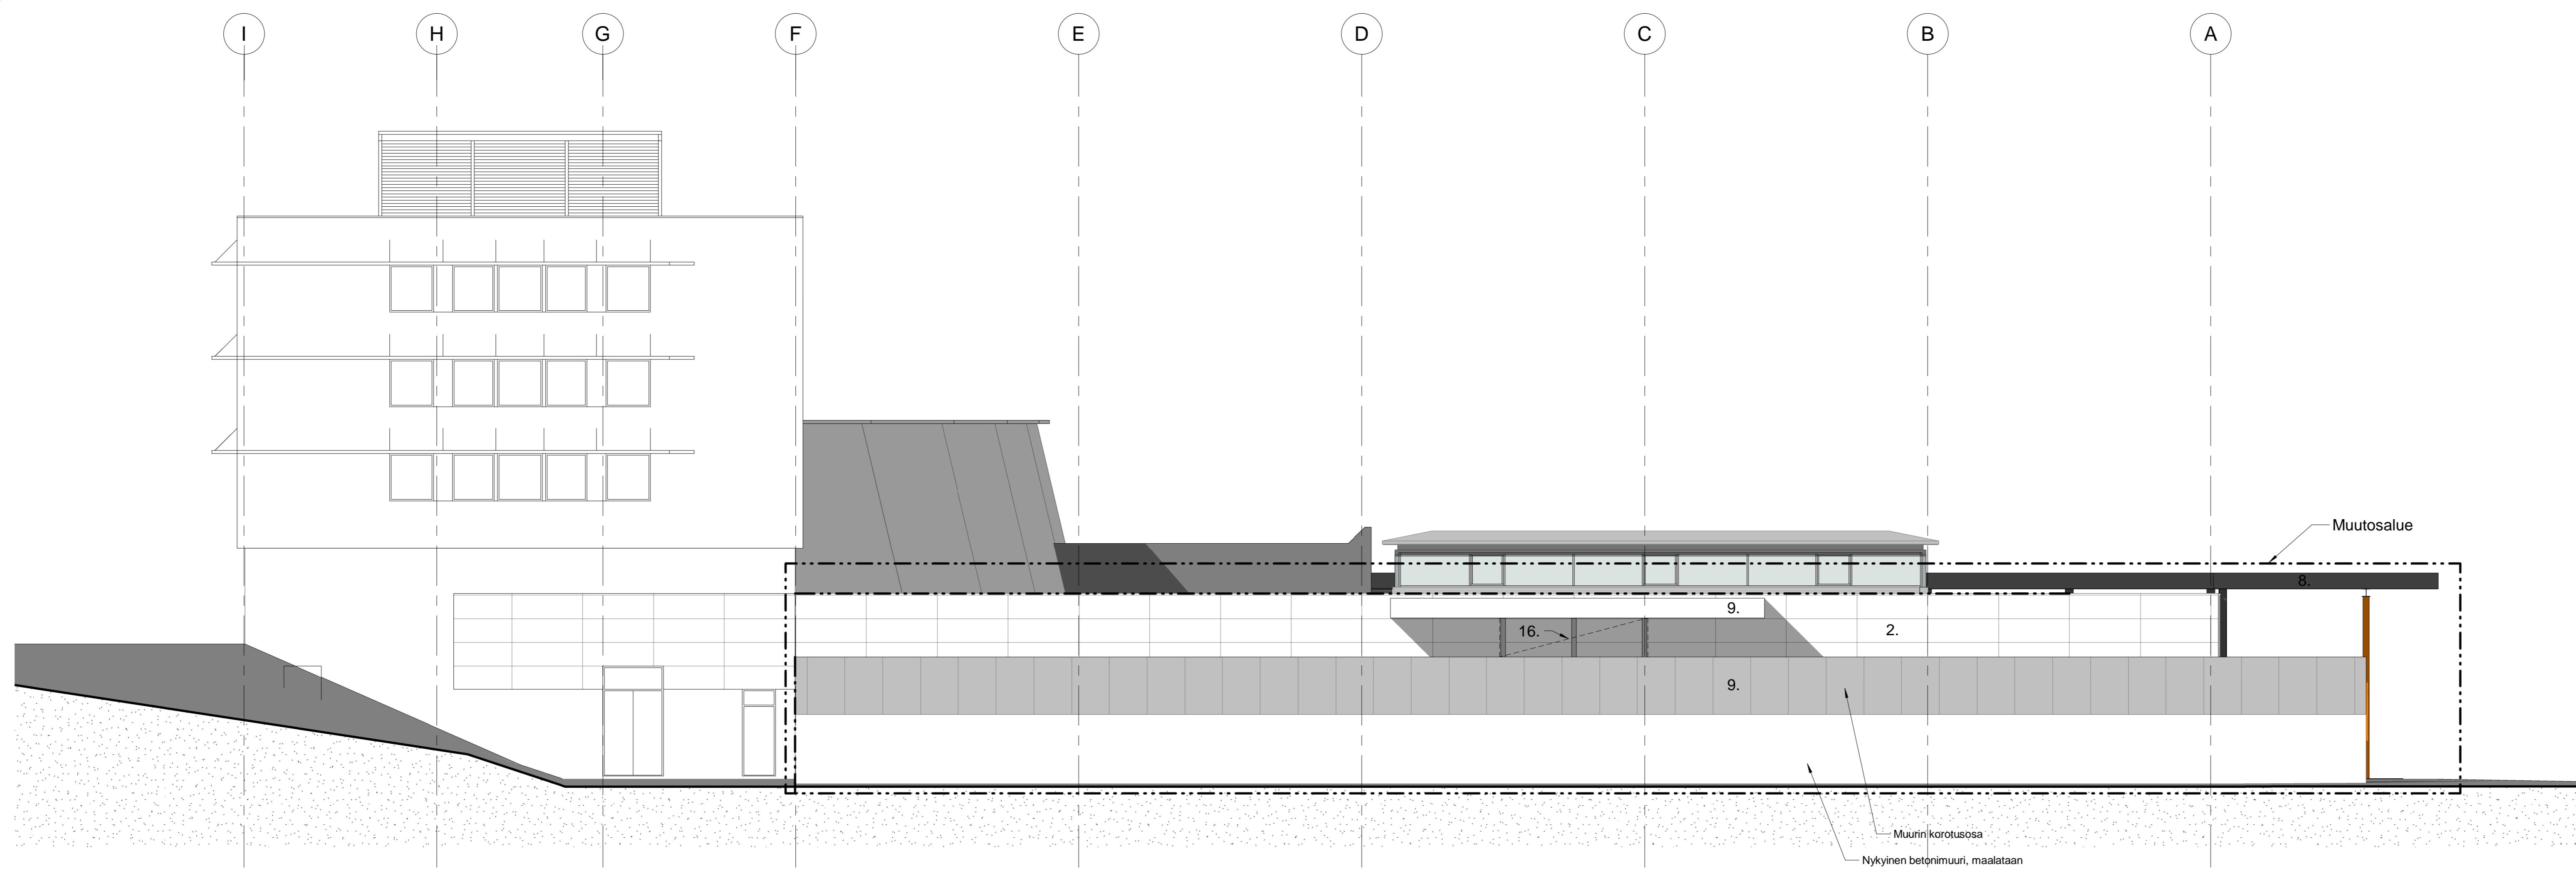 I
H
G
F
E
D
C
B
A
Muutosalue
8.
9.
16.
2.
9.
Muurin korotusosa
Nykyinen betonimuuri, maalataan